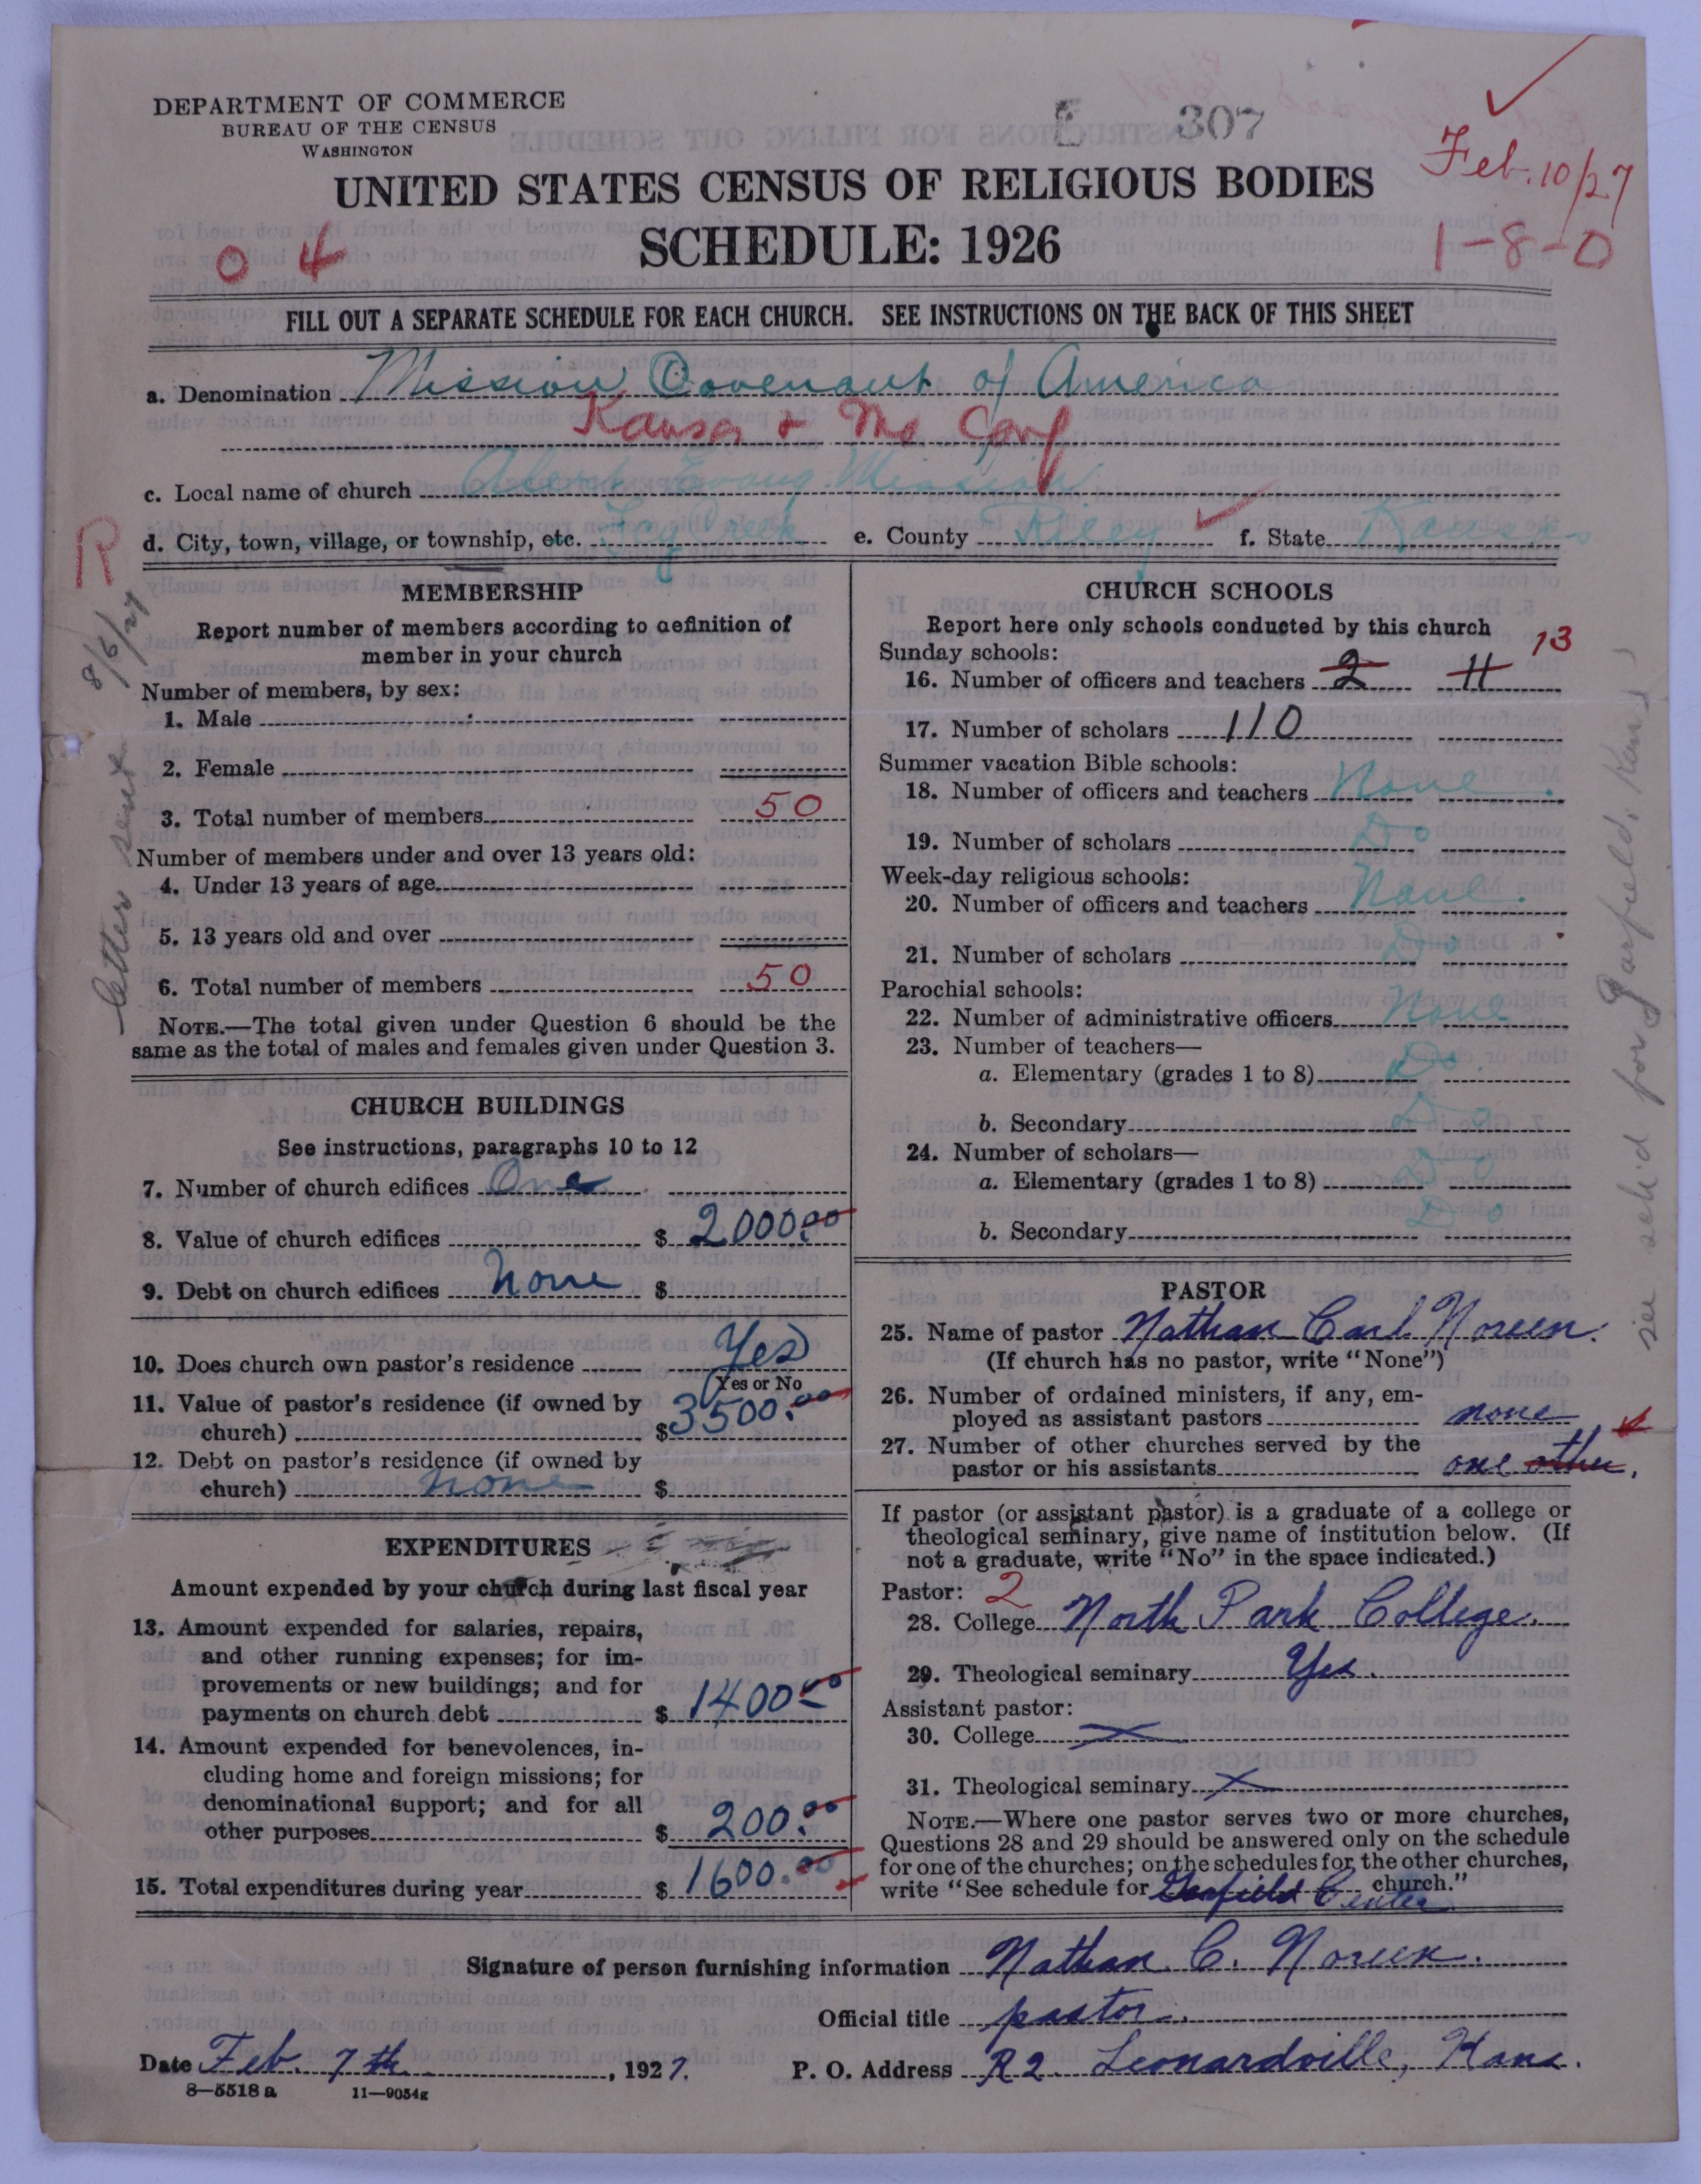 DEPARTMENT OF COMMERCE
BUREAU OF THE CENSUS
WASHINGTON
E 307
Feb. 10/27
UNITED STATES CENSUS OF RELIGIOUS BODIES
SCHEDULE: 1926
0 4
1-8-0
FILL OUT A SEPARATE SCHEDULE FOR EACH CHURCH. SEE INSTRUCTIONS ON THE BACK OF THIS SHEET
a. Denomination Mission Covenant of America
Kansas + Mo Conf
c. Local name of church Alert Evang. Mission
d. City, town, village, or township, etc. Fay Creek e. County Riley f. State Kansas
R
8/6/27
Letter sent
MEMBERSHIP
Report number of members according to definition of
member in your church
Number of members, by sex:
1. Male
2. Female
3. Total number of members 50
Number of members under and over 13 years old:
4. Under 13 years of age
5. 13 years old and over
6. Total number of members 50
NOTE.—The total given under Question 6 should be the
same as the total of males and females given under Question 3.
CHURCH BUILDINGS
See instructions, paragraphs 10 to 12
7. Number of church edifices One
8. Value of church edifices $ 2000.00
9. Debt on church edifices None $
10. Does church own pastor's residence Yes
(Yes or No
11. Value of pastor's residence (if owned by
church) $ 3500.00
12. Debt on pastor's residence (if owned by
church) none $
EXPENDITURES
Amount expended by your church during last fiscal year
13. Amount expended for salaries, repairs,
and other running expenses; for im-
provements or new buildings; and for
payments on church debt $ 1400.00
14. Amount expended for benevolences, in-
cluding home and foreign missions; for
denominational support; and for all
other purposes $ 200.00
15. Total expenditures during year $ 1600.00
CHURCH SCHOOLS
Report here only schools conducted by this church
Sunday schools:
13
16. Number of officers and teachers 2 11
17. Number of scholars 110
Summer vacation Bible schools:
18. Number of officers and teachers None.
19. Number of scholars Do
Week-day religious schools:
20. Number of officers and teachers None.
21. Number of scholars Do
Parochial schools:
22. Number of administrative officers None
23. Number of teachers—
a. Elementary (grades 1 to 8) Do
b. Secondary Do
24. Number of scholars—
a. Elementary (grades 1 to 8) Do
b. Secondary Do
PASTOR
25. Name of pastor Nathan Carl Noreen.
(If church has no pastor, write "None")
26. Number of ordained ministers, if any, em-
ployed as assistant pastors none
27. Number of other churches served by the
pastor or his assistants one other.
If pastor (or assistant pastor) is a graduate of a college or
theological seminary, give name of institution below. (If
not a graduate, write "No" in the space indicated.)
Pastor: 2
28. College North Park College.
29. Theological seminary Yes.
Assistant pastor:
30. College
31. Theological seminary
NOTE.—Where one pastor serves two or more churches,
Questions 28 and 29 should be answered only on the schedule
for one of the churches; on the schedules for the other churches,
write "See schedule for Garfield Center church."
see sch'd for Garfield, Kans
Signature of person furnishing information Nathan C. Noreen.
Official title pastor.
Date Feb. 7th, 1927. P. O. Address R2. Leonardville, Kans.
8—5518 a 11—9054g